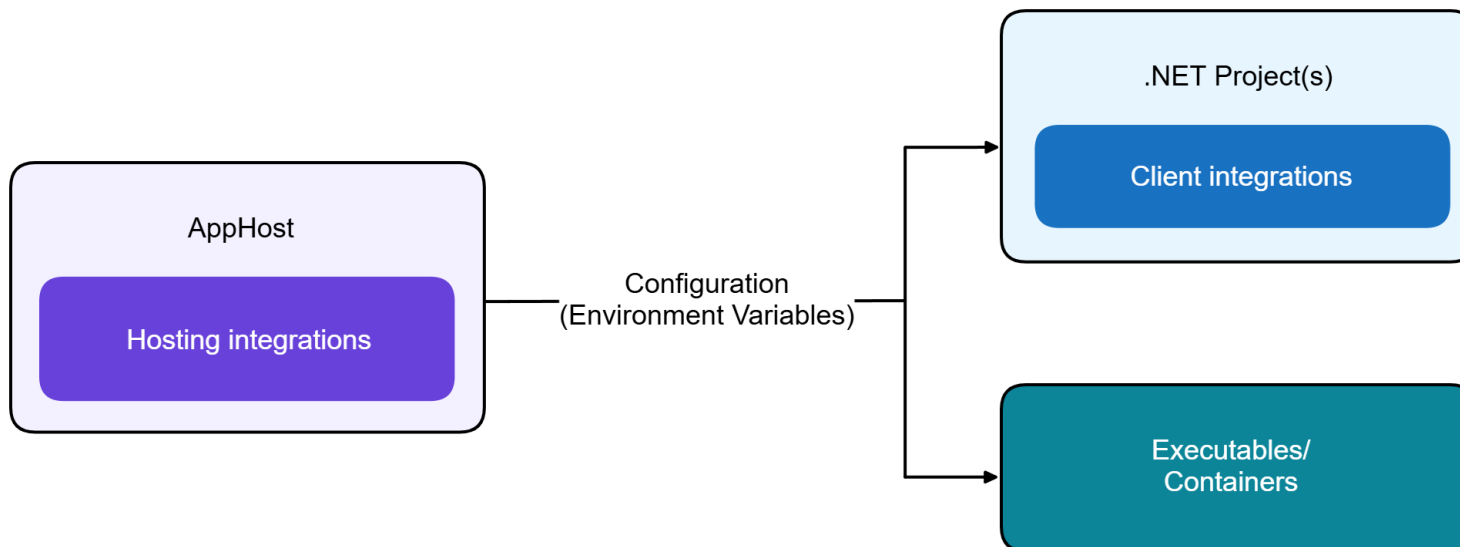 AppHost
Hosting integrations
Configuration
(Environment Variables)
.NET Project(s)
Client integrations
Executables/
Containers